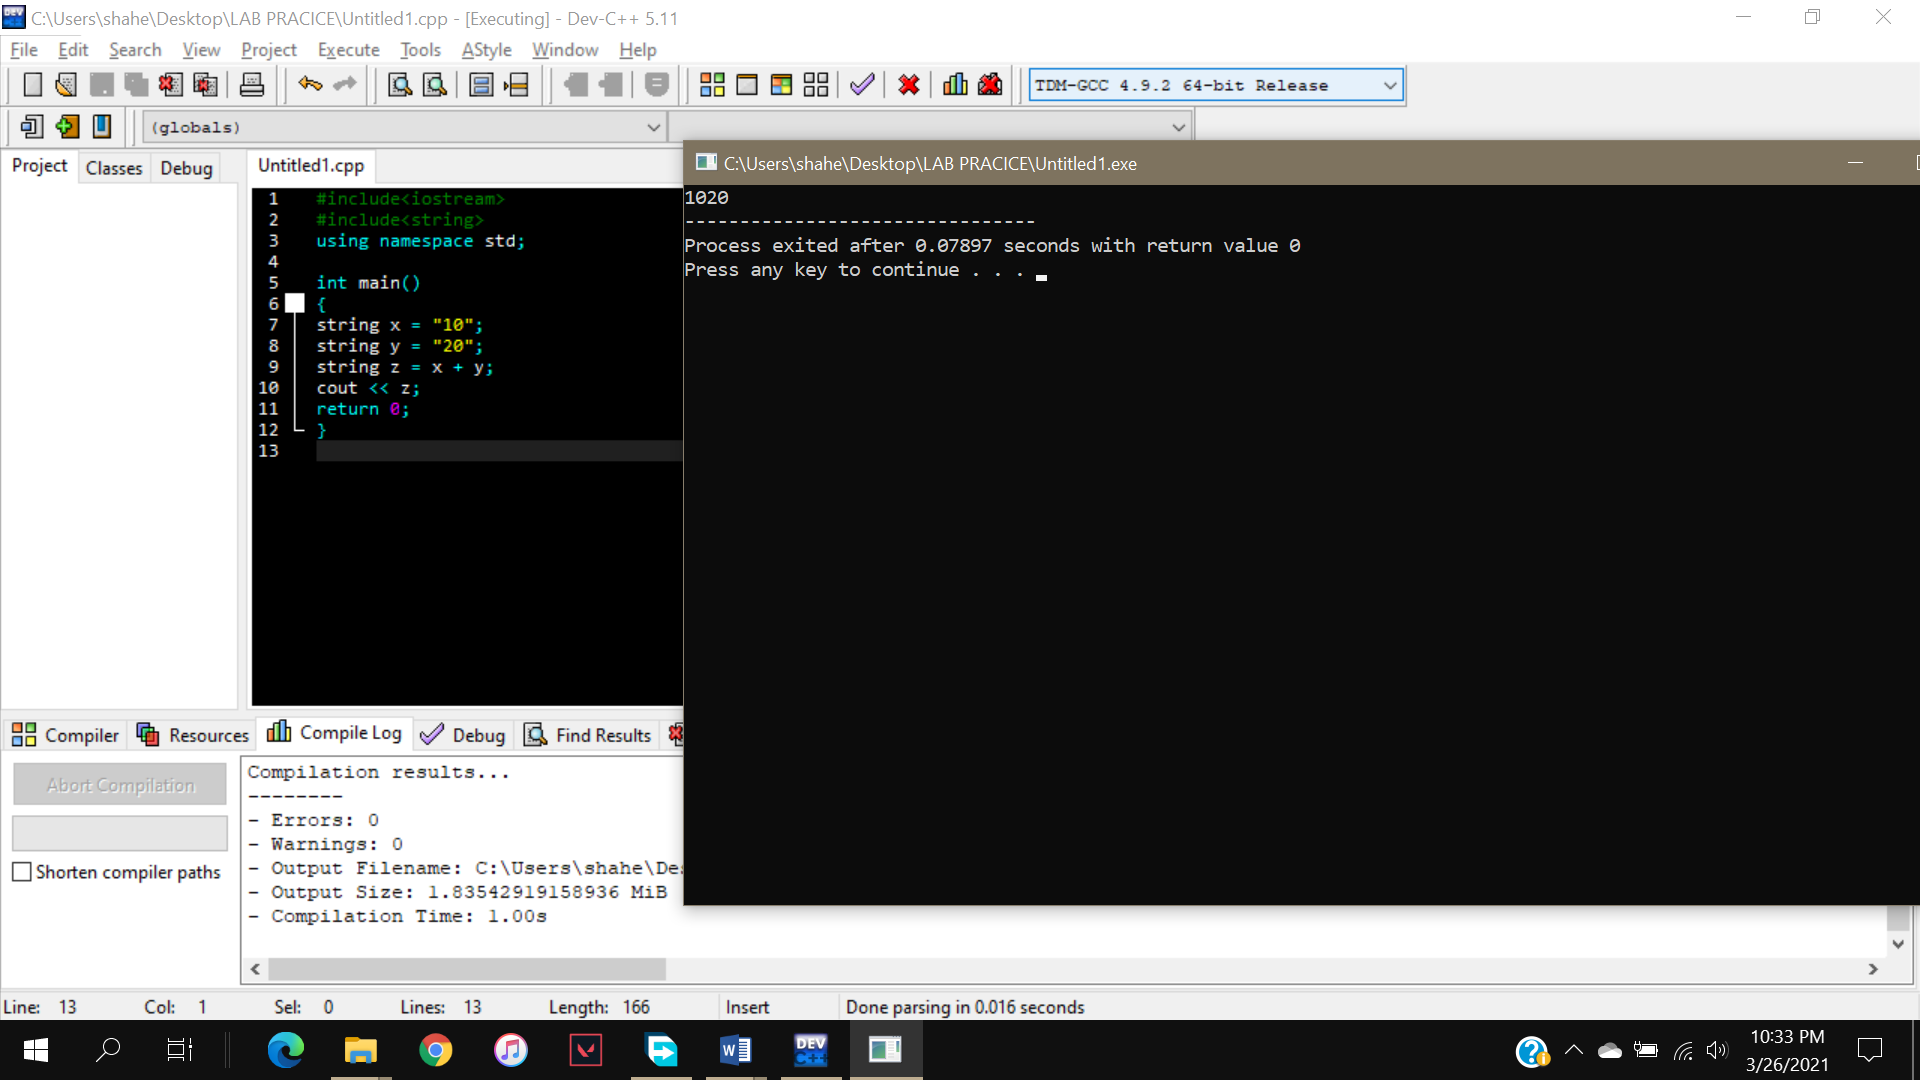 C:\Users\shahe\Desktop\LAB PRACICE\Untitled1.cpp - [Executing] - Dev-C++ 5.11
File Edit Search View Project Execute Tools AStyle Window Help
TDM-GCC 4.9.2 64-bit Release
(globals)
Project Classes Debug
Untitled1.cpp
1 #include<iostream>
2 #include<string>
3 using namespace std;
4
5 int main()
6 {
7 string x = "10";
8 string y = "20";
9 string z = x + y;
10 cout << z;
11 return 0;
12 }
13
C:\Users\shahe\Desktop\LAB PRACICE\Untitled1.exe
1020
--------------------------------
Process exited after 0.07897 seconds with return value 0
Press any key to continue . . .
Compiler Resources Compile Log Debug Find Results
Abort Compilation
Shorten compiler paths
Compilation results...
--------
- Errors: 0
- Warnings: 0
- Output Filename: C:\Users\shahe\De
- Output Size: 1.83542919158936 MiB
- Compilation Time: 1.00s
Line: 13 Col: 1 Sel: 0 Lines: 13 Length: 166 Insert Done parsing in 0.016 seconds
DEV C++
10:33 PM
3/26/2021